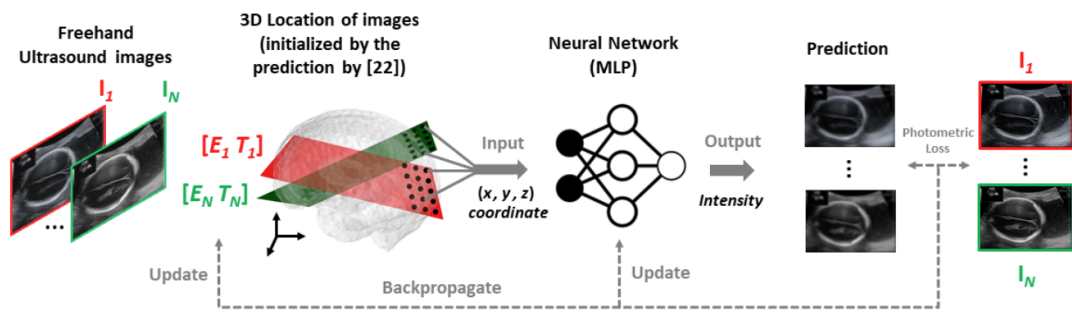 Freehand
Ultrasound images
I1
IN
...
3D Location of images
(initialized by the
prediction by [22])
[E1 T1]
[EN TN]
Input
(x, y, z)
coordinate
Neural Network
(MLP)
Output
Intensity
Prediction
Photometric
Loss
I1
IN
Update
Backpropagate
Update